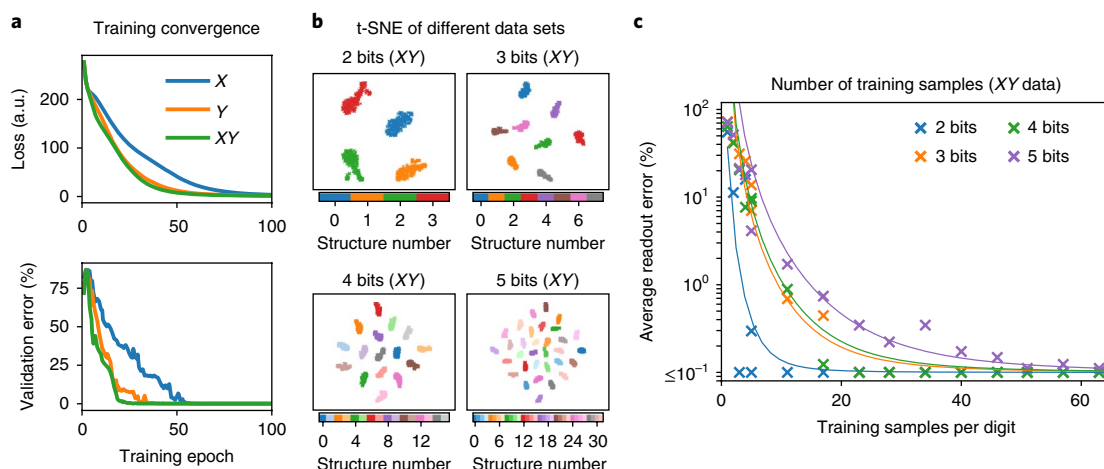 a
Training convergence
Loss (a.u.)
200
100
0
X
Y
XY
0
50
100
Validation error (%)
75
50
25
0
0
50
100
Training epoch
b
t-SNE of different data sets
2 bits (XY)
3 bits (XY)
0 1 2 3
0 2 4 6
Structure number
Structure number
4 bits (XY)
5 bits (XY)
0 4 8 12
0 6 12 18 24 30
Structure number
Structure number
c
Number of training samples (XY data)
Average readout error (%)
10²
10¹
10⁰
≤10⁻¹
2 bits
4 bits
3 bits
5 bits
0
20
40
60
Training samples per digit